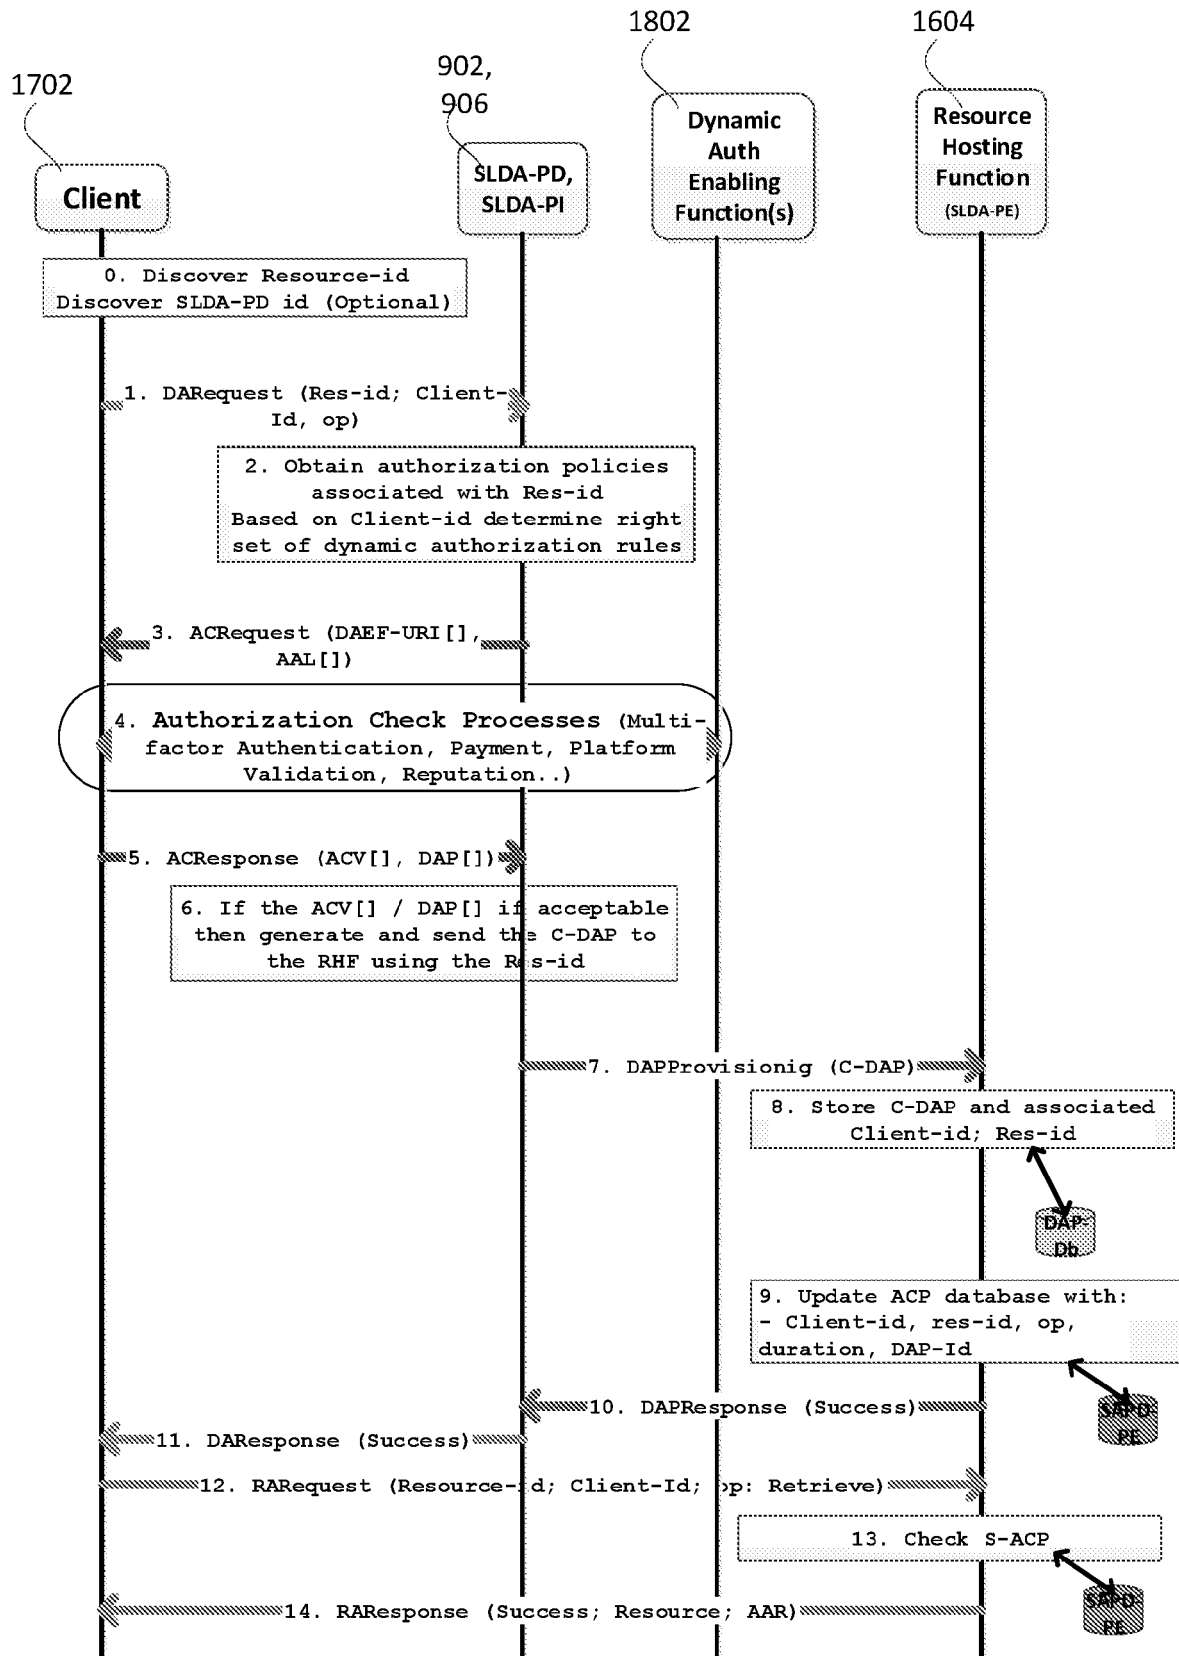 1802
1604
902,
906
1702
Dynamic
Auth
Enabling
Function(s)
Resource
Hosting
Function
(SLDA-PE)
Client
SLDA-PD,
SLDA-PI
0. Discover Resource-id
Discover SLDA-PD id (Optional)
1. DARequest (Res-id; Client-
Id, op)
2. Obtain authorization policies
associated with Res-id
Based on Client-id determine right
set of dynamic authorization rules
3. ACRequest (DAEF-URI[],
AAL[])
4. Authorization Check Processes (Multi-
factor Authentication, Payment, Platform
Validation, Reputation..)
5. ACResponse (ACV[], DAP[])
6. If the ACV[] / DAP[] if acceptable
then generate and send the C-DAP to
the RHF using the Res-id
7. DAPProvisionig (C-DAP)
8. Store C-DAP and associated
Client-id; Res-id
DAP-
Db
9. Update ACP database with:
- Client-id, res-id, op,
duration, DAP-Id
SAPD-
PE
10. DAPResponse (Success)
11. DAResponse (Success)
12. RARequest (Resource-id; Client-Id; op: Retrieve)
13. Check S-ACP
SAPD-
PE
14. RAResponse (Success; Resource; AAR)